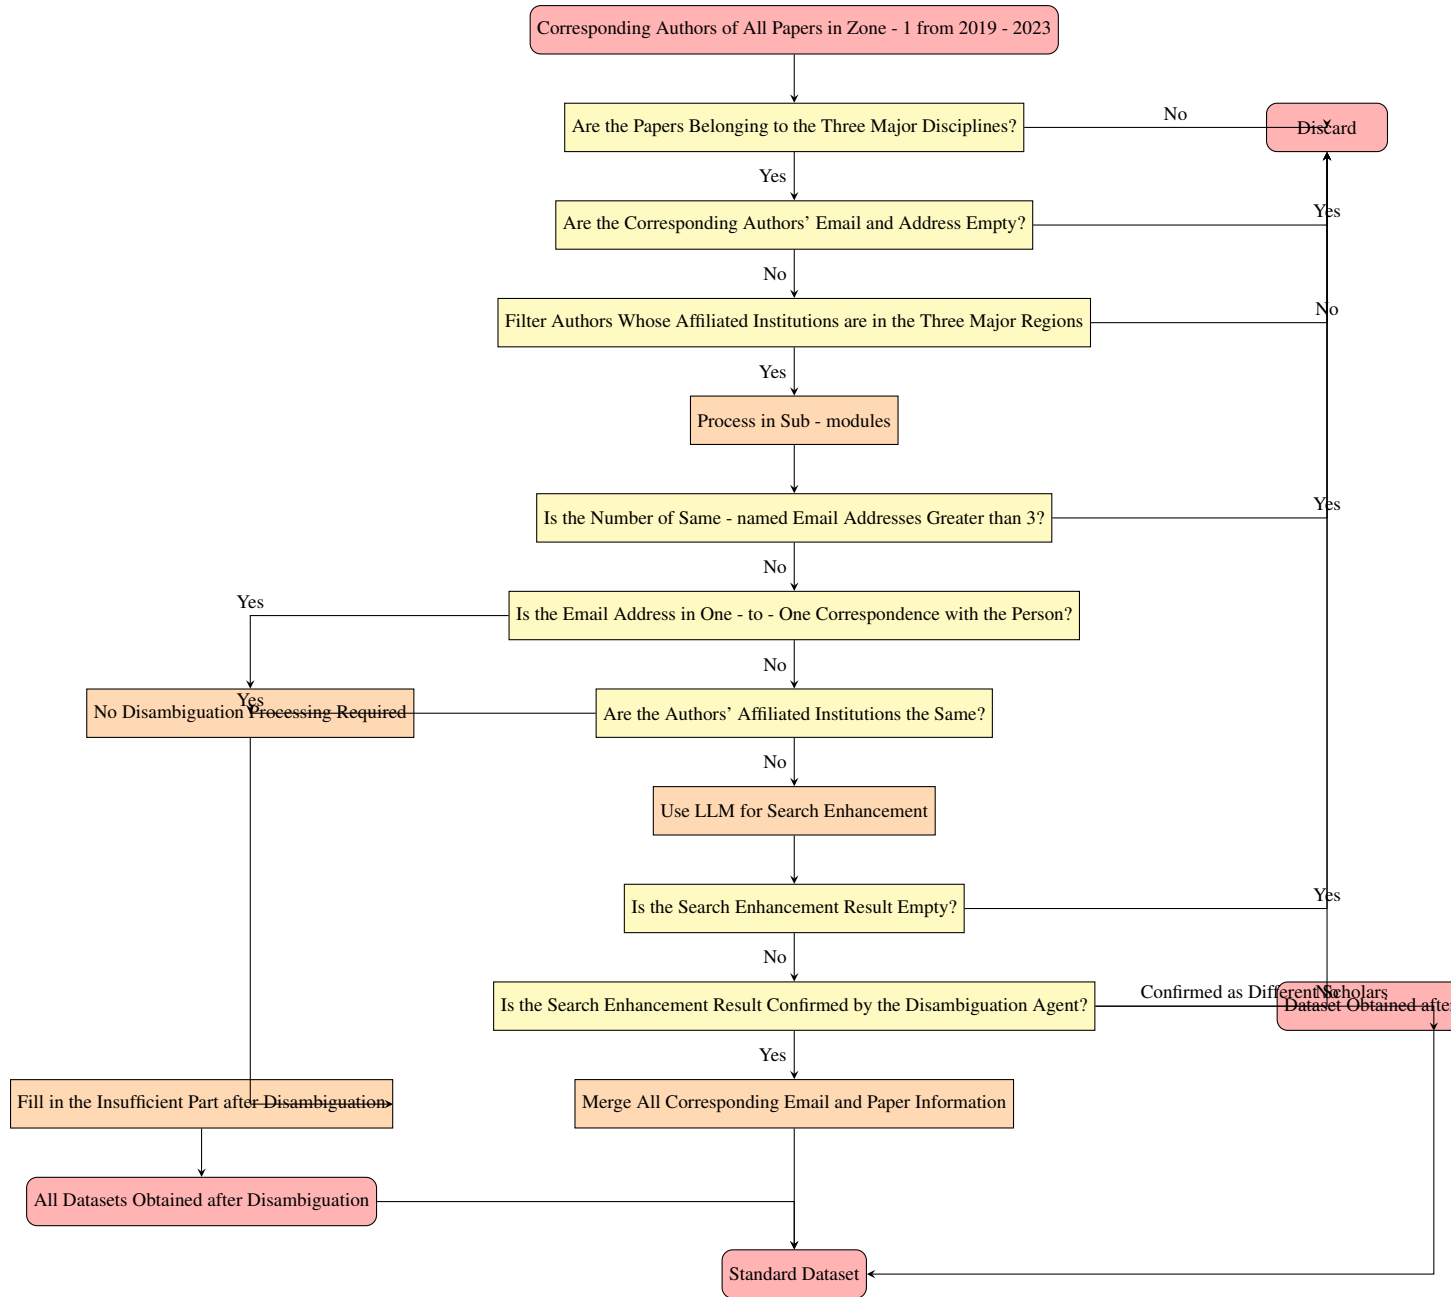 Corresponding Authors of All Papers in Zone - 1 from 2019 - 2023
Are the Papers Belonging to the Three Major Disciplines?
No
Discard
Yes
Are the Corresponding Authors’ Email and Address Empty?
Yes
No
Filter Authors Whose Affiliated Institutions are in the Three Major Regions
No
Yes
Process in Sub - modules
Is the Number of Same - named Email Addresses Greater than 3?
Yes
No
Is the Email Address in One - to - One Correspondence with the Person?
Yes
No
No Disambiguation Processing Required
Yes
Are the Authors’ Affiliated Institutions the Same?
No
Use LLM for Search Enhancement
Is the Search Enhancement Result Empty?
Yes
No
Is the Search Enhancement Result Confirmed by the Disambiguation Agent?
Confirmed as Different Scholars
No
Dataset Obtained after
Yes
Fill in the Insufficient Part after Disambiguation
Merge All Corresponding Email and Paper Information
All Datasets Obtained after Disambiguation
Standard Dataset